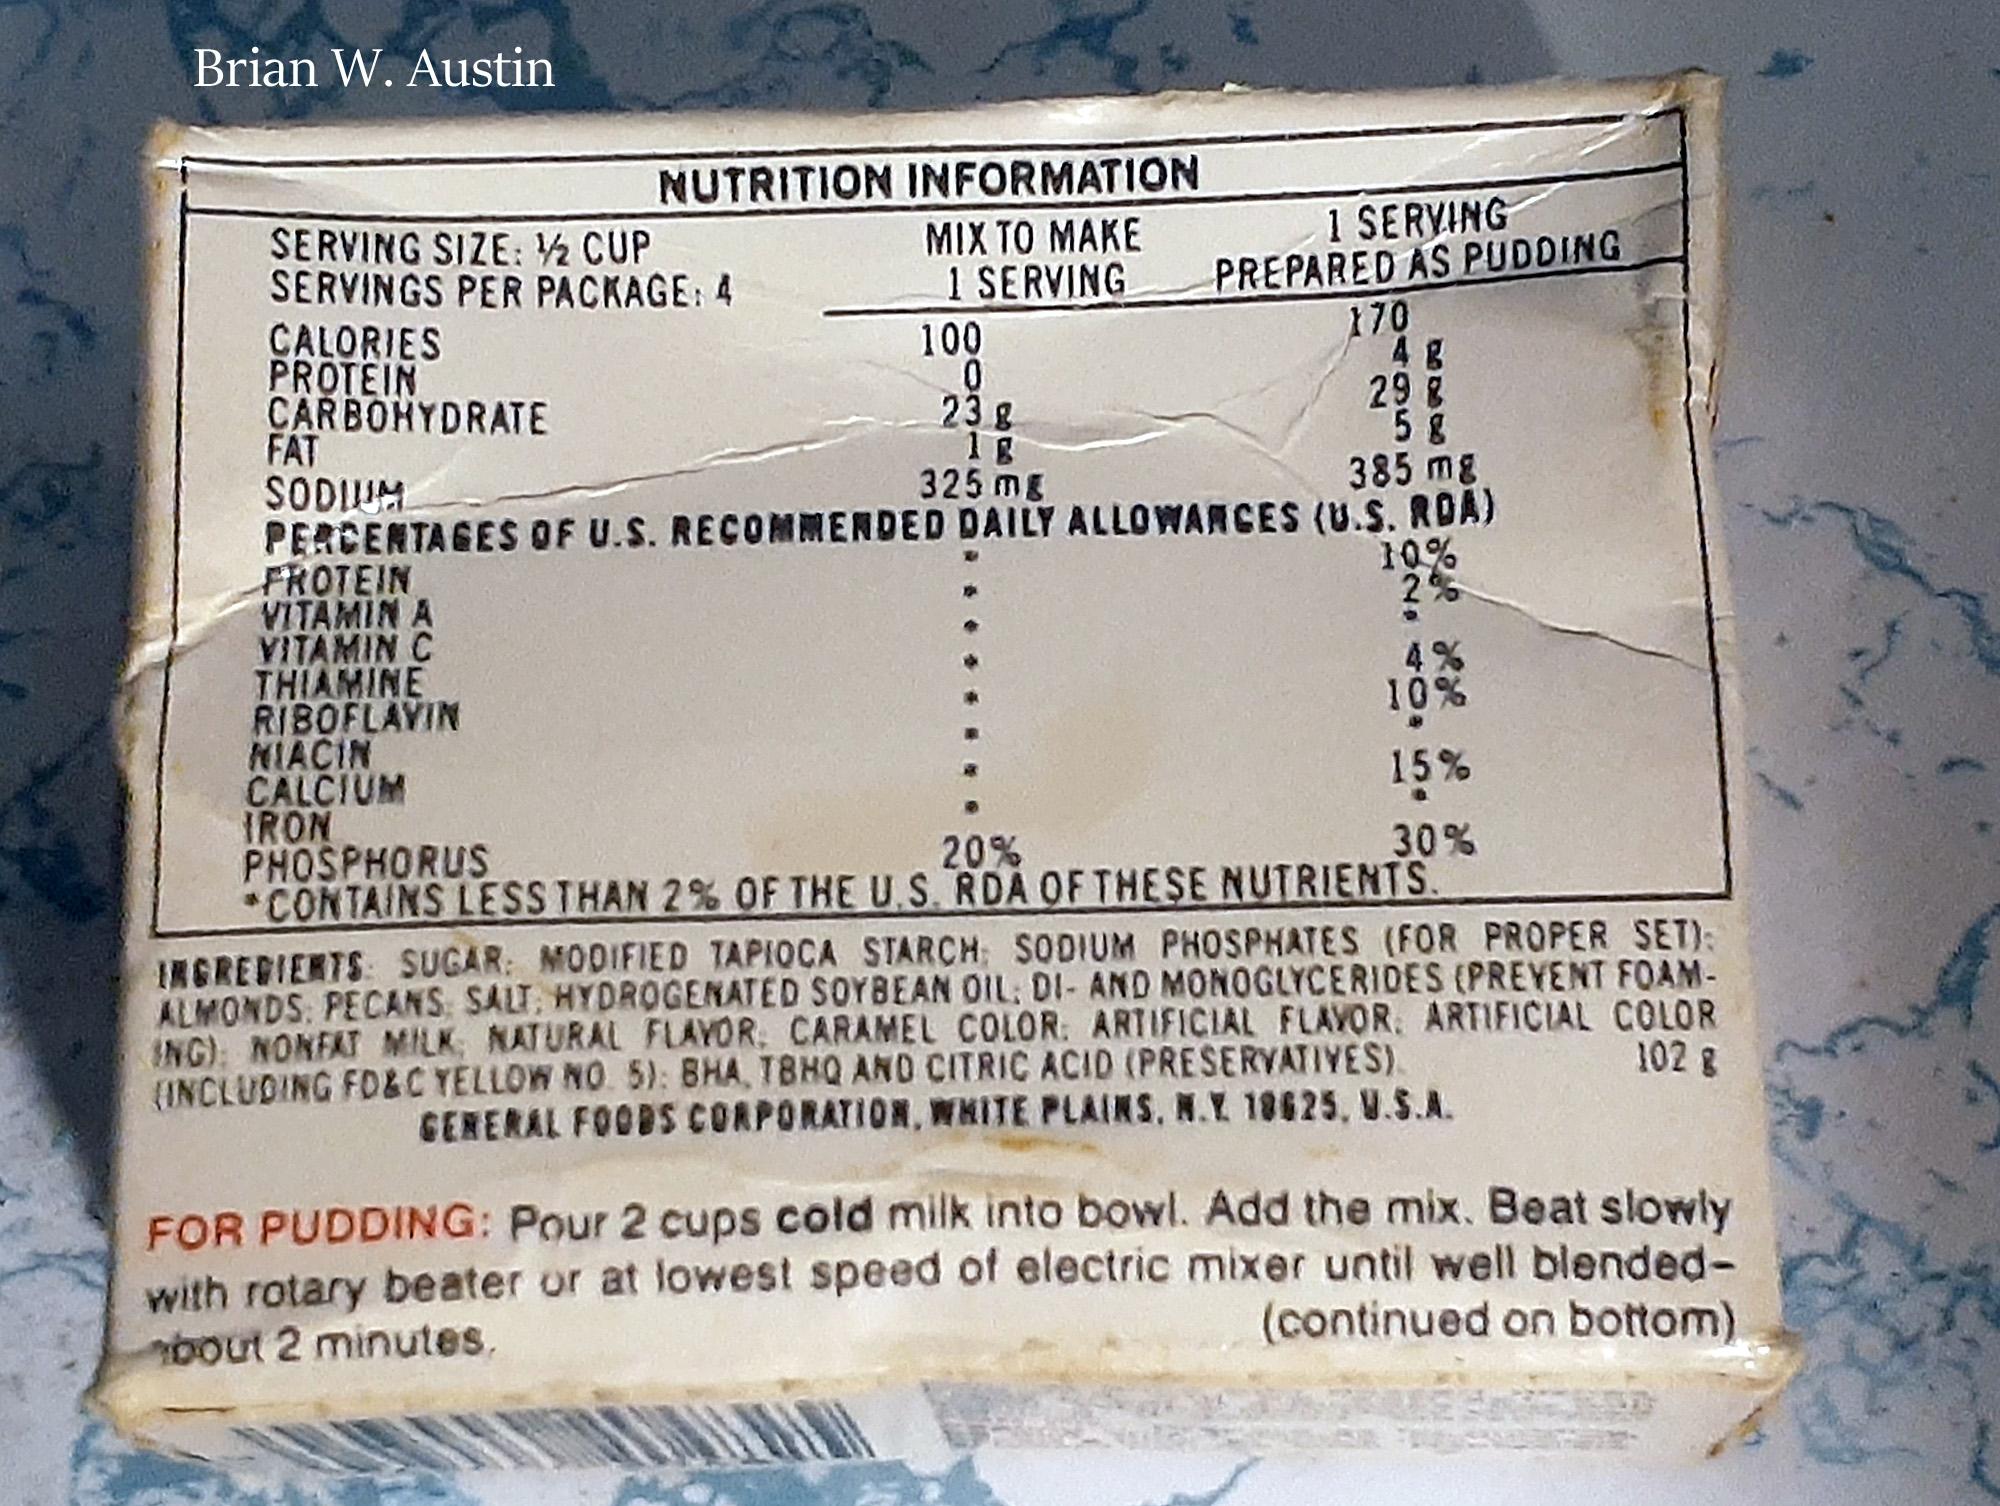 Brian W. Austin
NUTRITION INFORMATION
SERVING SIZE: ½ CUP MIX TO MAKE 1 SERVING
SERVINGS PER PACKAGE: 4 1 SERVING PREPARED AS PUDDING
CALORIES 100 170
PROTEIN 0 4 g
CARBOHYDRATE 23 g 29 g
FAT 1 g 5 g
SODIUM 325 mg 385 mg
PERCENTAGES OF U.S. RECOMMENDED DAILY ALLOWANCES (U.S. RDA)
PROTEIN * 10%
VITAMIN A * 2%
VITAMIN C * *
THIAMINE * 4%
RIBOFLAVIN * 10%
NIACIN * *
CALCIUM * 15%
IRON * *
PHOSPHORUS 20% 30%
*CONTAINS LESS THAN 2% OF THE U.S. RDA OF THESE NUTRIENTS.
INGREDIENTS: SUGAR; MODIFIED TAPIOCA STARCH; SODIUM PHOSPHATES (FOR PROPER SET);
ALMONDS; PECANS; SALT; HYDROGENATED SOYBEAN OIL; DI- AND MONOGLYCERIDES (PREVENT FOAM-
ING); NONFAT MILK; NATURAL FLAVOR; CARAMEL COLOR; ARTIFICIAL FLAVOR; ARTIFICIAL COLOR
(INCLUDING FD&C YELLOW NO. 5); BHA, TBHQ AND CITRIC ACID (PRESERVATIVES). 102 g
GENERAL FOODS CORPORATION, WHITE PLAINS, N.Y. 10625, U.S.A.
FOR PUDDING: Pour 2 cups cold milk into bowl. Add the mix. Beat slowly
with rotary beater or at lowest speed of electric mixer until well blended–
about 2 minutes. (continued on bottom)